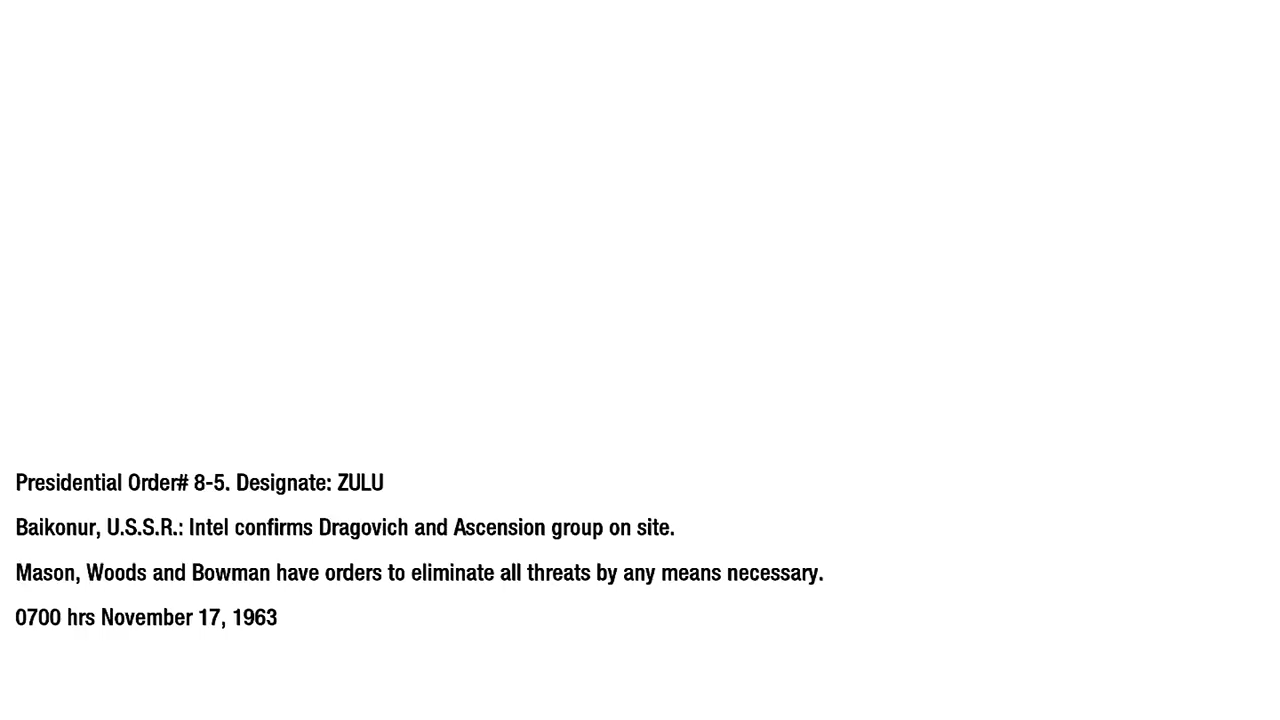 Presidential Order# 8-5. Designate: ZULU
Baikonur, U.S.S.R.: Intel confirms Dragovich and Ascension group on site.
Mason, Woods and Bowman have orders to eliminate all threats by any means necessary.
0700 hrs November 17, 1963